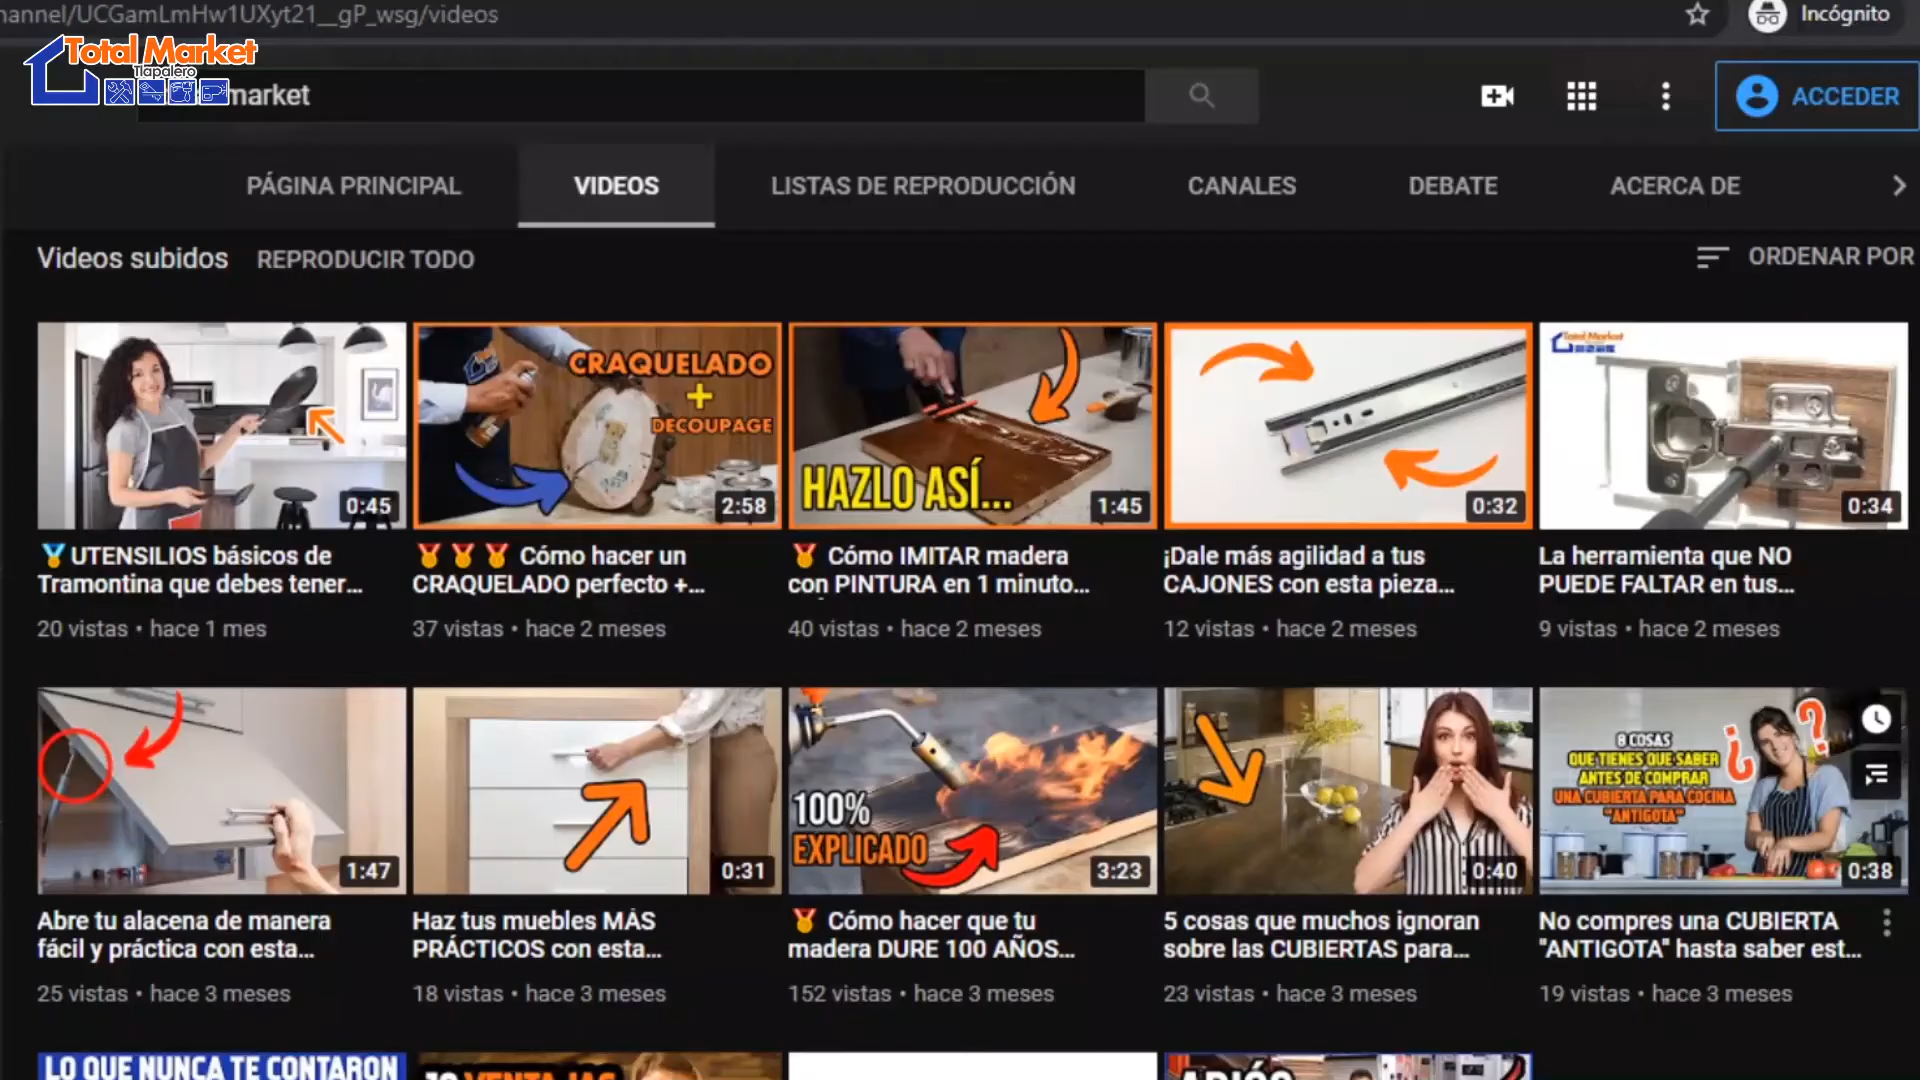 hannel/UCGamLmHw1UXyt21__gP_wsg/videos
Incógnito
Total Market
Tlapalero
market
ACCEDER
PÁGINA PRINCIPAL
VIDEOS
LISTAS DE REPRODUCCIÓN
CANALES
DEBATE
ACERCA DE
Videos subidos
REPRODUCIR TODO
ORDENAR POR
0:45
CRAQUELADO
+
DECOUPAGE
2:58
HAZLO ASÍ...
1:45
0:32
Total Market
0:34
UTENSILIOS básicos de
Tramontina que debes tener...
20 vistas • hace 1 mes
Cómo hacer un
CRAQUELADO perfecto +...
37 vistas • hace 2 meses
Cómo IMITAR madera
con PINTURA en 1 minuto...
40 vistas • hace 2 meses
¡Dale más agilidad a tus
CAJONES con esta pieza...
12 vistas • hace 2 meses
La herramienta que NO
PUEDE FALTAR en tus...
9 vistas • hace 2 meses
1:47
0:31
100%
EXPLICADO
3:23
0:40
8 COSAS
QUE TIENES QUE SABER
ANTES DE COMPRAR
UNA CUBIERTA PARA COCINA
"ANTIGOTA"
¿?
0:38
Abre tu alacena de manera
fácil y práctica con esta...
25 vistas • hace 3 meses
Haz tus muebles MÁS
PRÁCTICOS con esta...
18 vistas • hace 3 meses
Cómo hacer que tu
madera DURE 100 AÑOS...
152 vistas • hace 3 meses
5 cosas que muchos ignoran
sobre las CUBIERTAS para...
23 vistas • hace 3 meses
No compres una CUBIERTA
"ANTIGOTA" hasta saber est...
19 vistas • hace 3 meses
LO QUE NUNCA TE CONTARON
10 VENTAJAS
ADIÓS